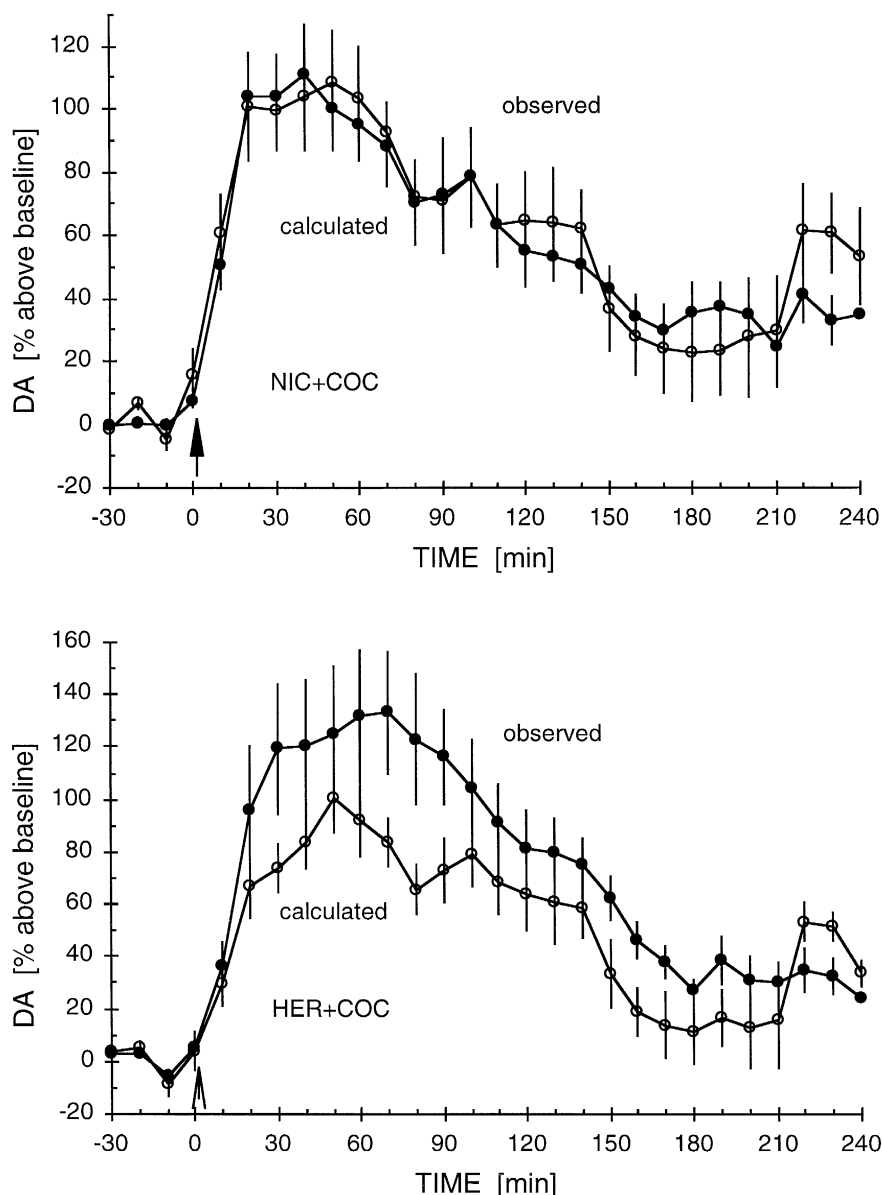 120
100
80
60
40
20
0
-20
DA [% above baseline]
observed
calculated
NIC+COC
-30 0 30 60 90 120 150 180 210 240
TIME [min]
160
140
120
100
80
60
40
20
0
-20
DA [% above baseline]
observed
calculated
HER+COC
-30 0 30 60 90 120 150 180 210 240
TIME [min]